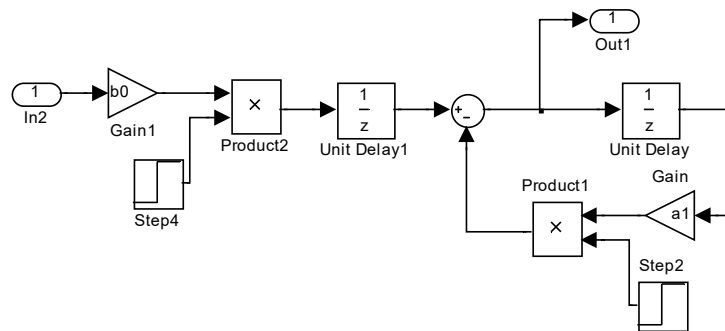 1
Out1
1
In2
b0
Gain1
×
Product2
1
z
Unit Delay1
+
−
1
z
Unit Delay
Gain
a1
Product1
×
Step4
Step2